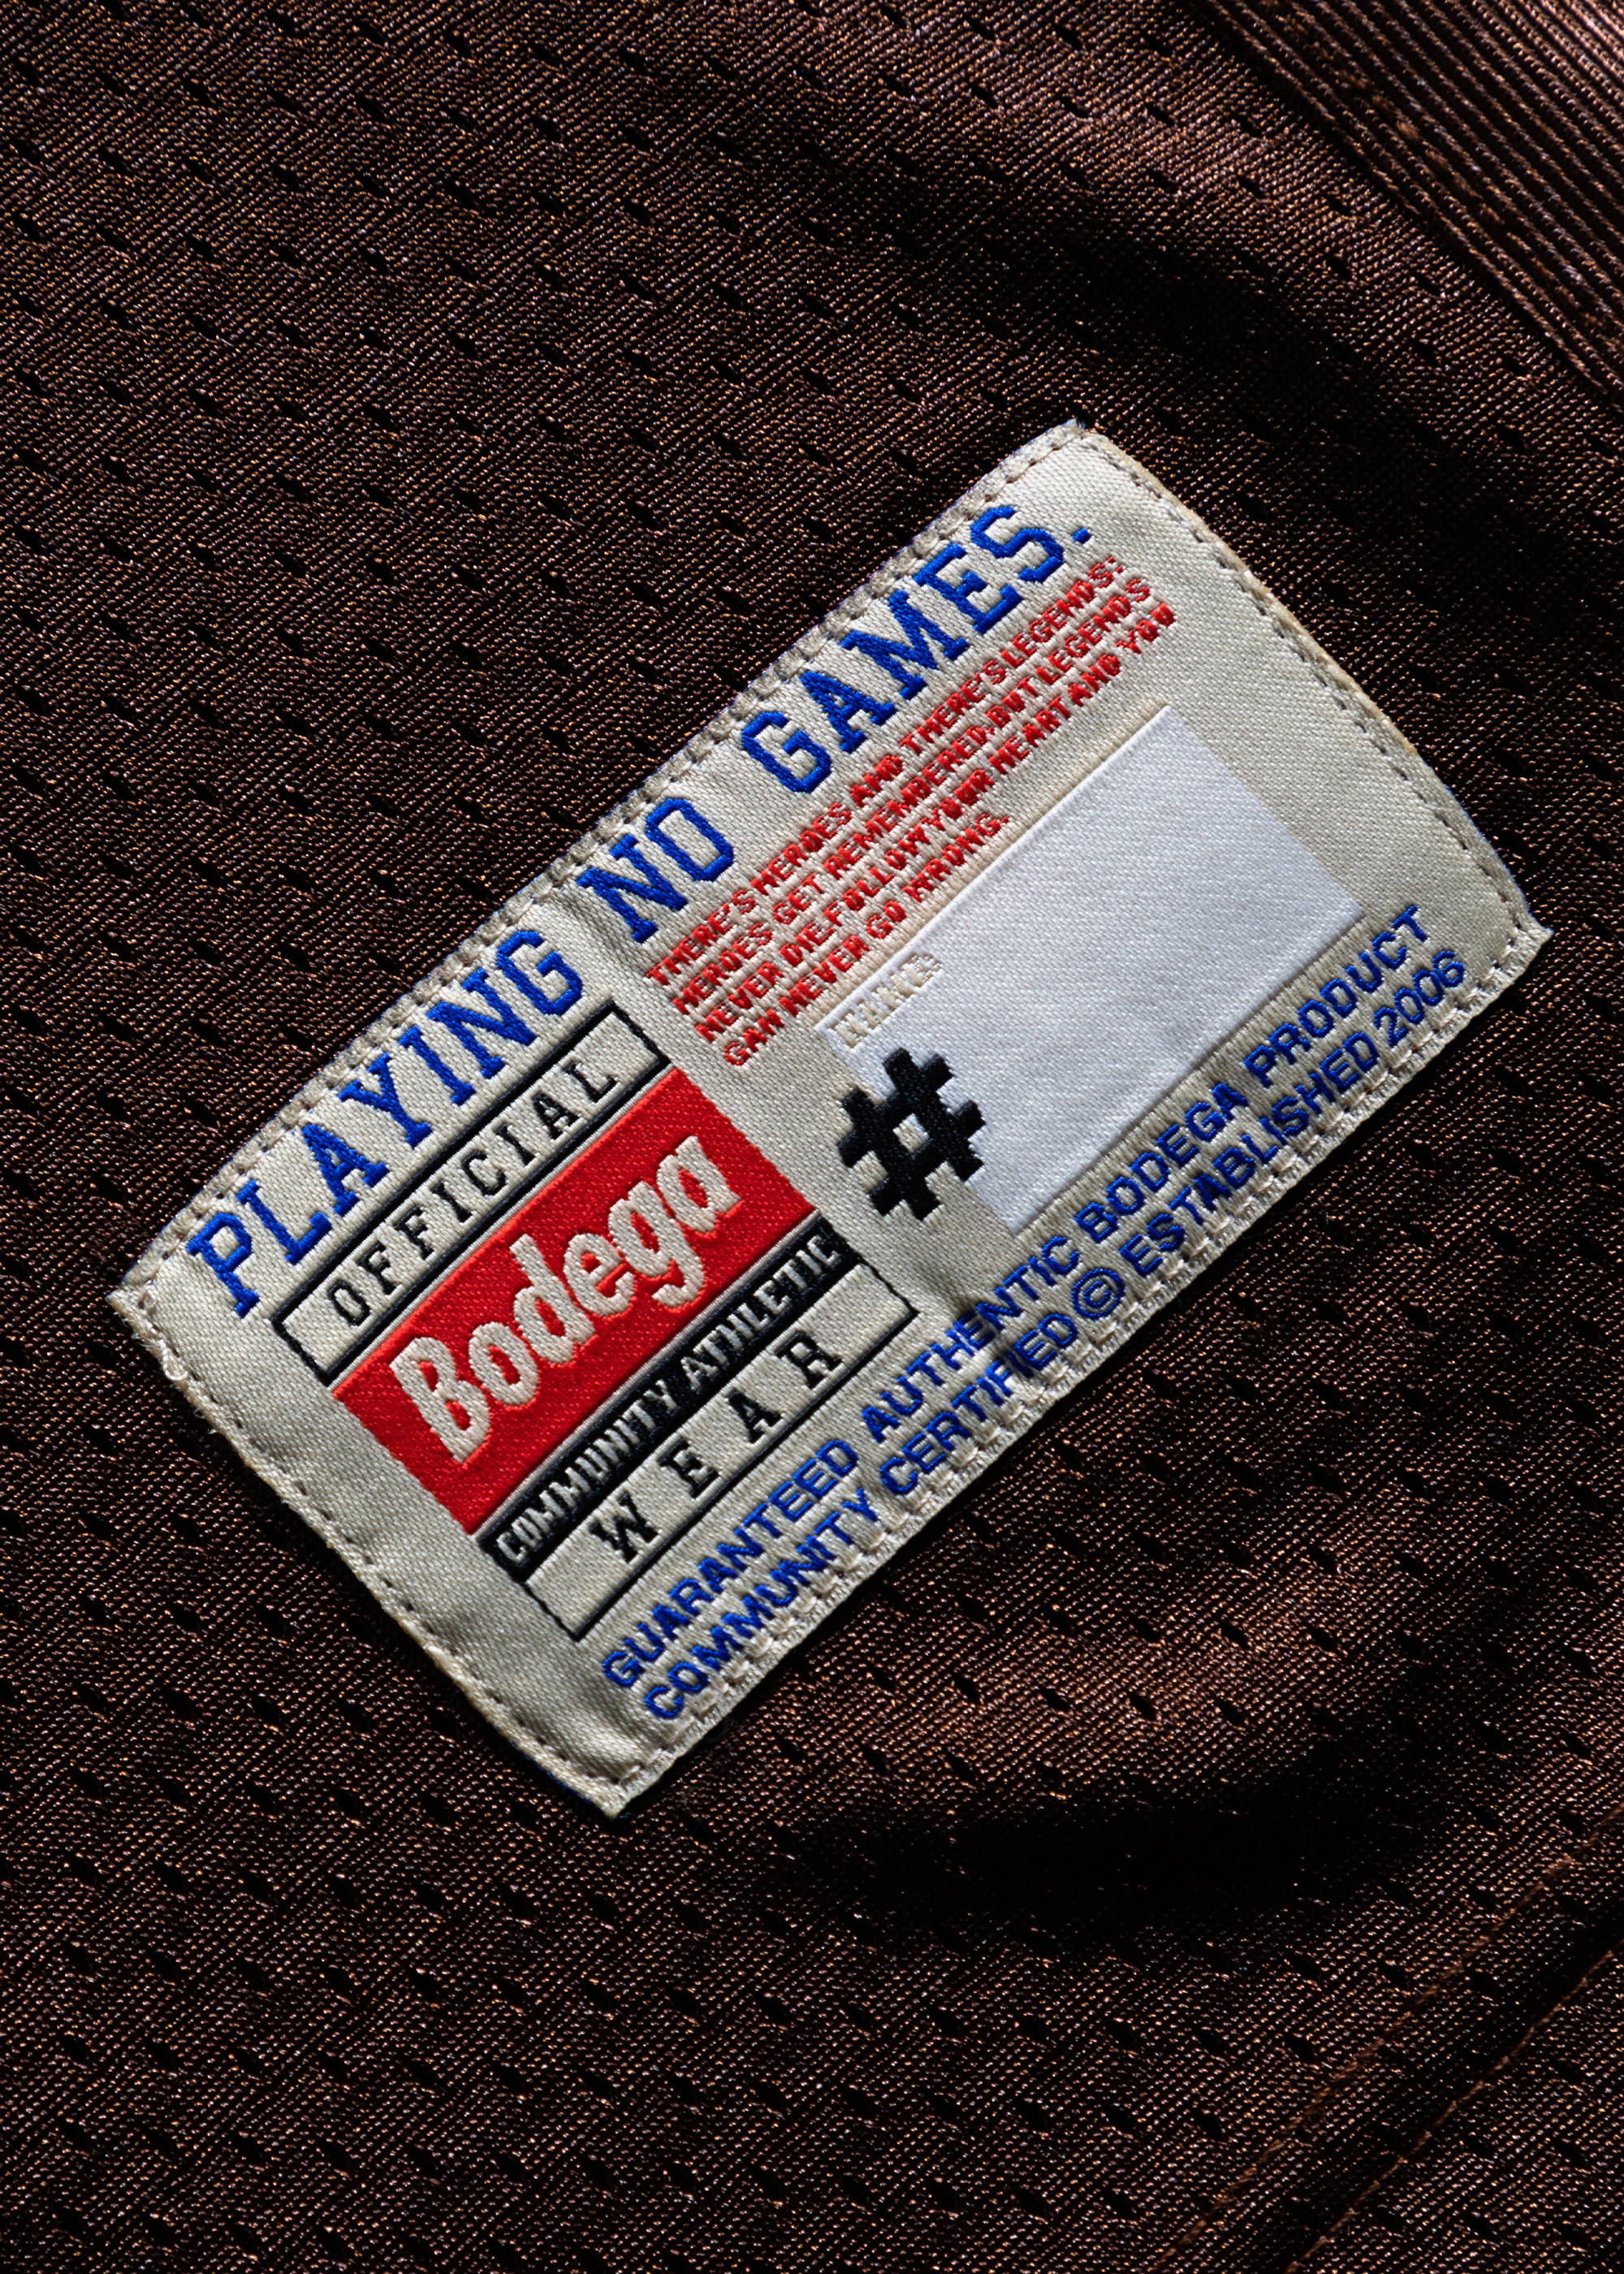 PLAYING NO GAMES.
OFFICIAL
Bodega
COMMUNITY ATHLETIC
WEAR
THERE'S HEROES AND THERE'S LEGENDS:
HEROES GET REMEMBERED, BUT LEGENDS
NEVER DIE, FOLLOW YOUR HEART AND YOU
CAN NEVER GO WRONG.
NAME:
#
GUARANTEED AUTHENTIC BODEGA PRODUCT
COMMUNITY CERTIFIED © ESTABLISHED 2006